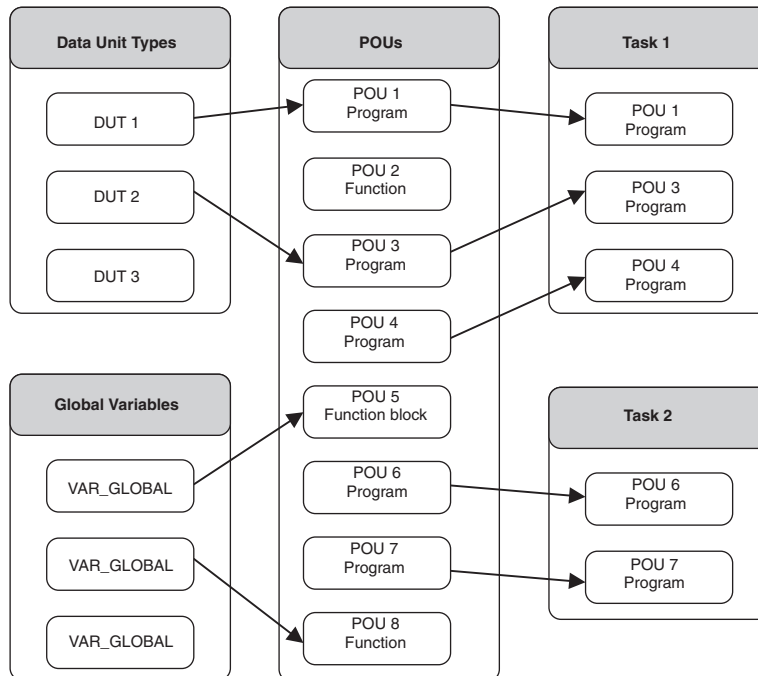 Data Unit Types
DUT 1
DUT 2
DUT 3
Global Variables
VAR_GLOBAL
VAR_GLOBAL
VAR_GLOBAL
POUs
POU 1
Program
POU 2
Function
POU 3
Program
POU 4
Program
POU 5
Function block
POU 6
Program
POU 7
Program
POU 8
Function
Task 1
POU 1
Program
POU 3
Program
POU 4
Program
Task 2
POU 6
Program
POU 7
Program